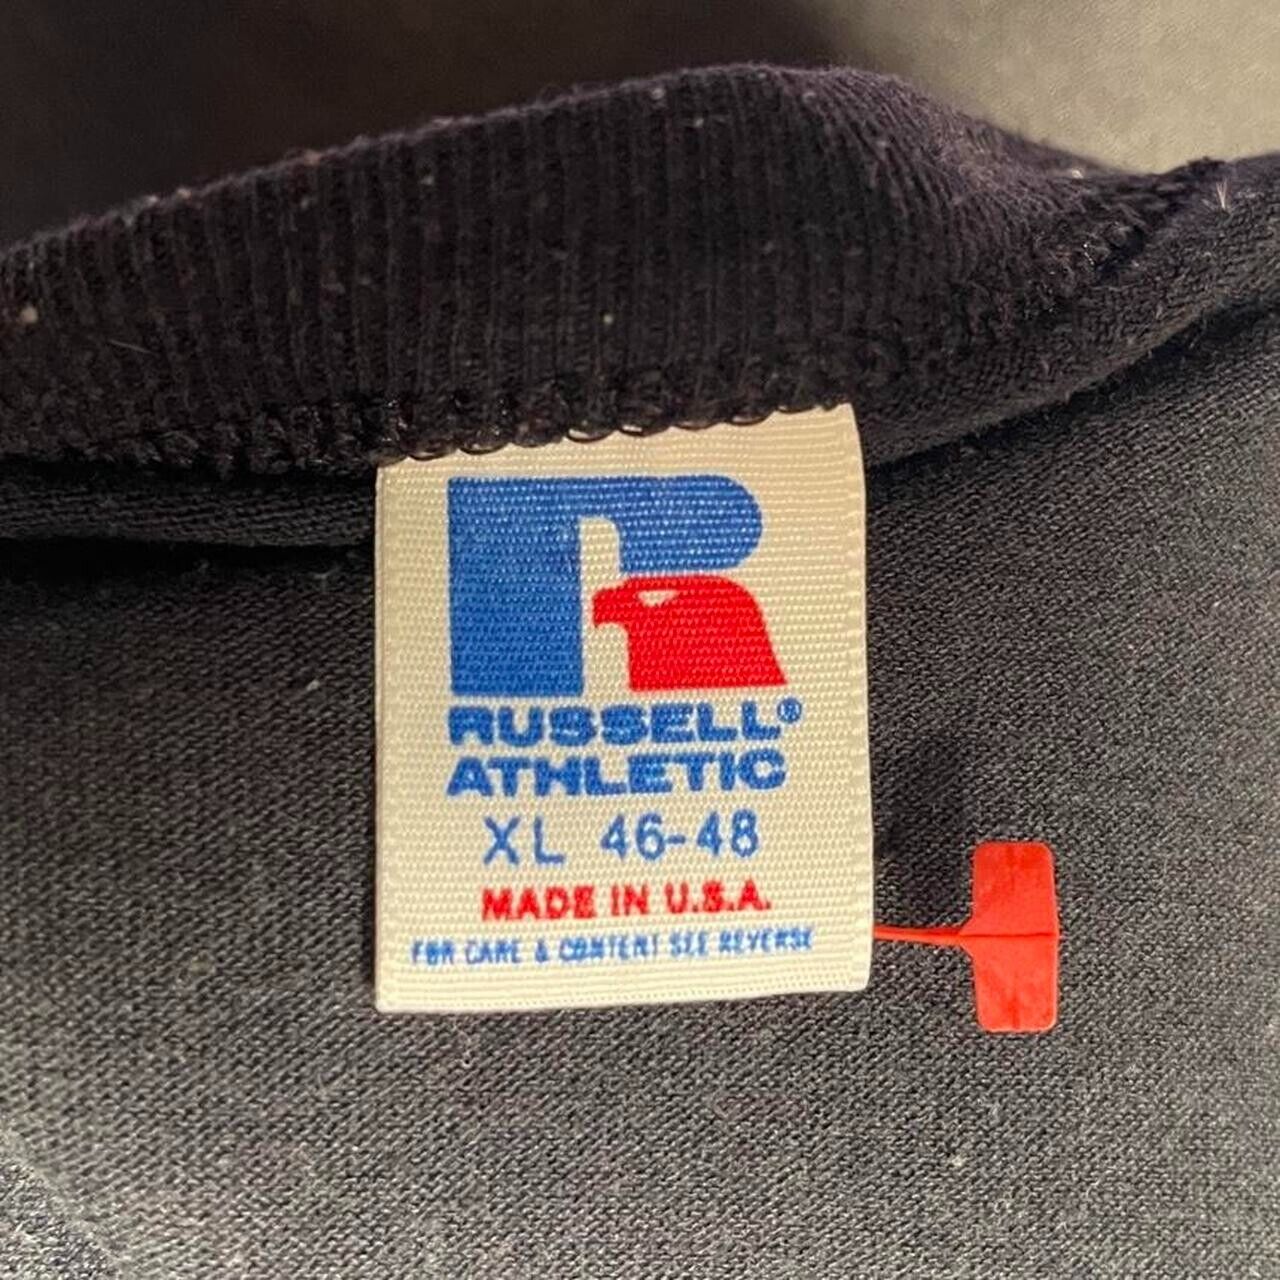 R
RUSSELL®
ATHLETIC
XL 46-48
MADE IN U.S.A.
FOR CARE & CONTENT SEE REVERSE